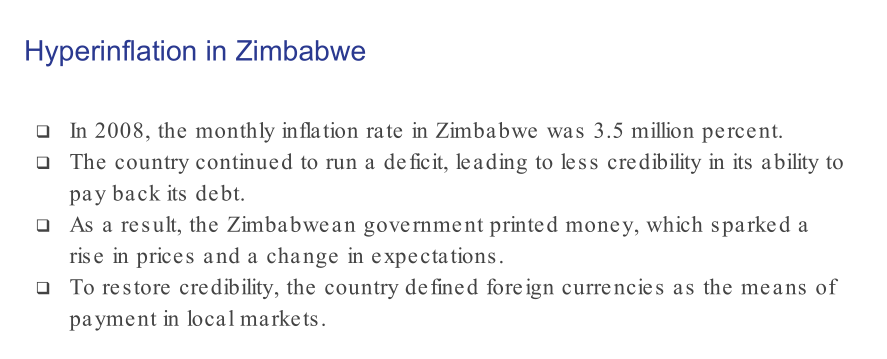 Hyperinflation in Zimbabwe
❑ In 2008, the monthly inflation rate in Zimbabwe was 3.5 million percent.
❑ The country continued to run a deficit, leading to less credibility in its ability to
pay back its debt.
❑ As a result, the Zimbabwean government printed money, which sparked a
rise in prices and a change in expectations.
❑ To restore credibility, the country defined foreign currencies as the means of
payment in local markets.